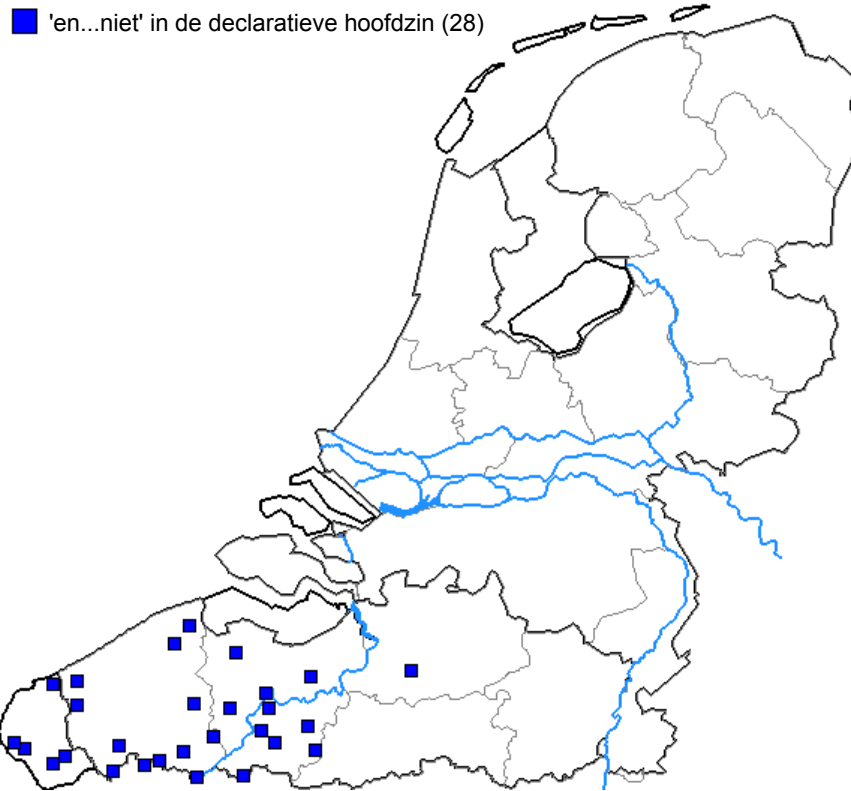 'en...niet' in de declaratieve hoofdzin (28)